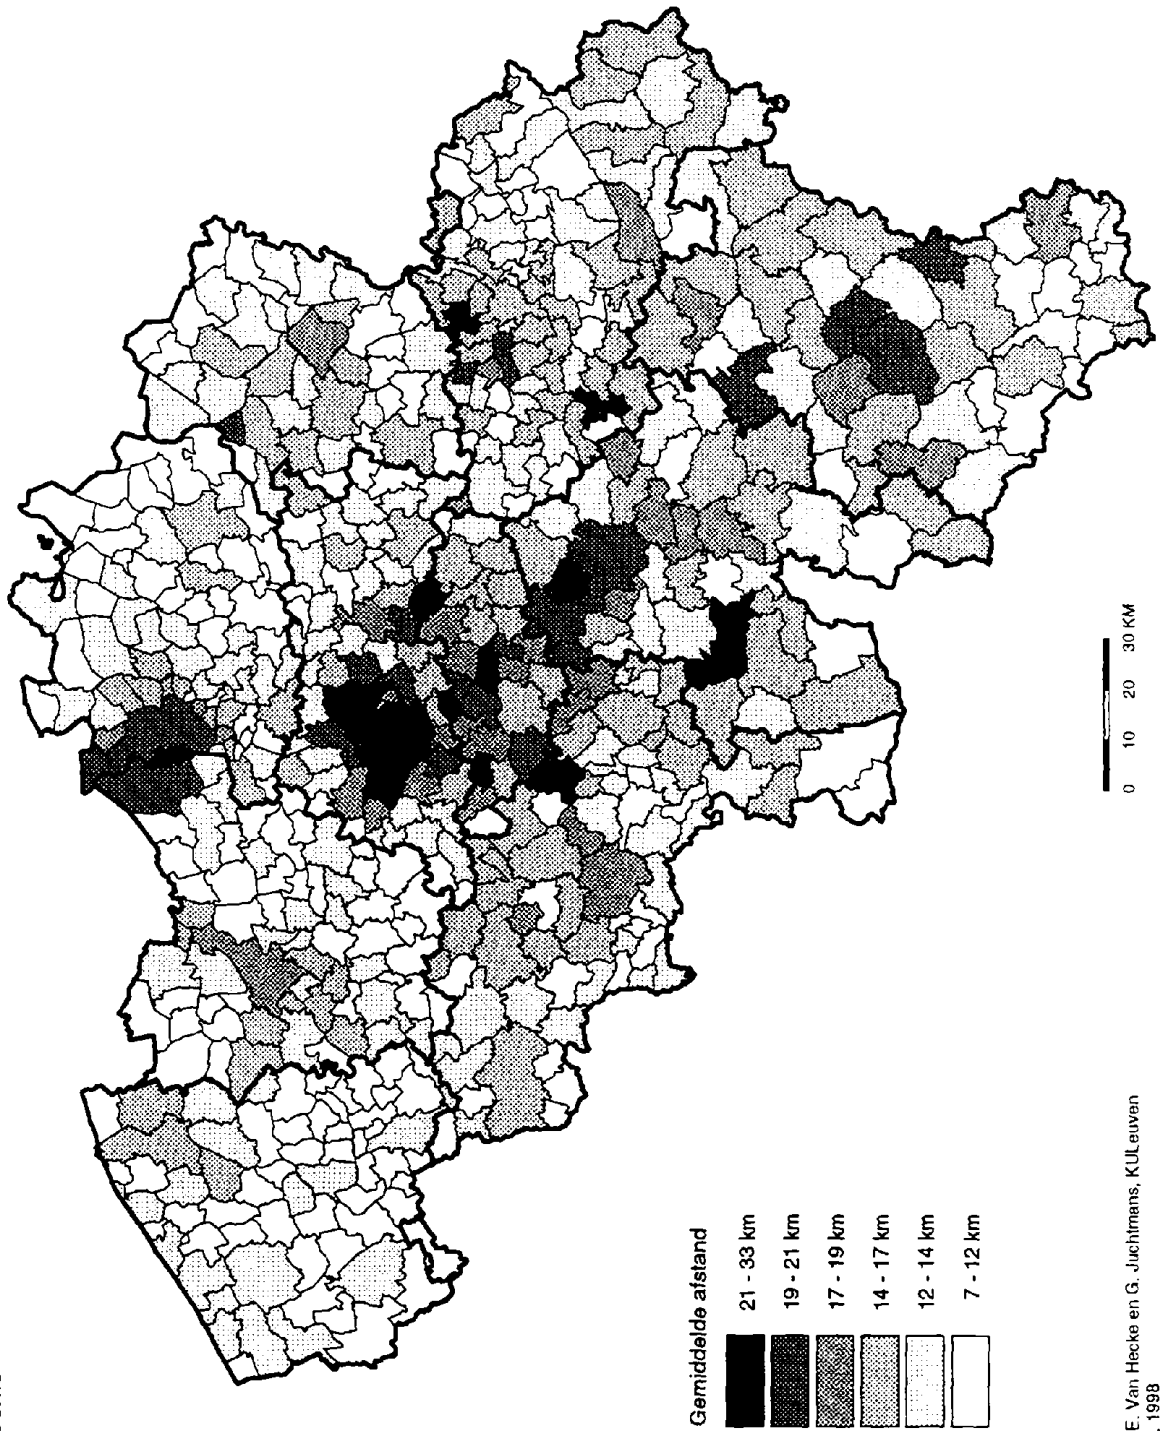 Gemiddelde afstand
21 - 33 km
19 - 21 km
17 - 19 km
14 - 17 km
12 - 14 km
7 - 12 km
0 10 20 30 KM
E. Van Hecke en G. Juchtmans, KULeuven
, 1998